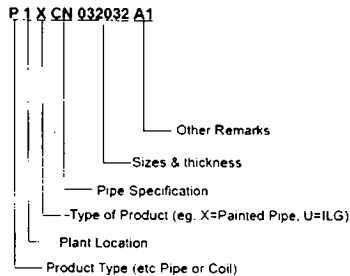 P 1 X CN 032032 A1
Other Remarks
Sizes & thickness
Pipe Specification
-Type of Product (eg. X=Painted Pipe, U=ILG)
Plant Location
Product Type (etc Pipe or Coil)